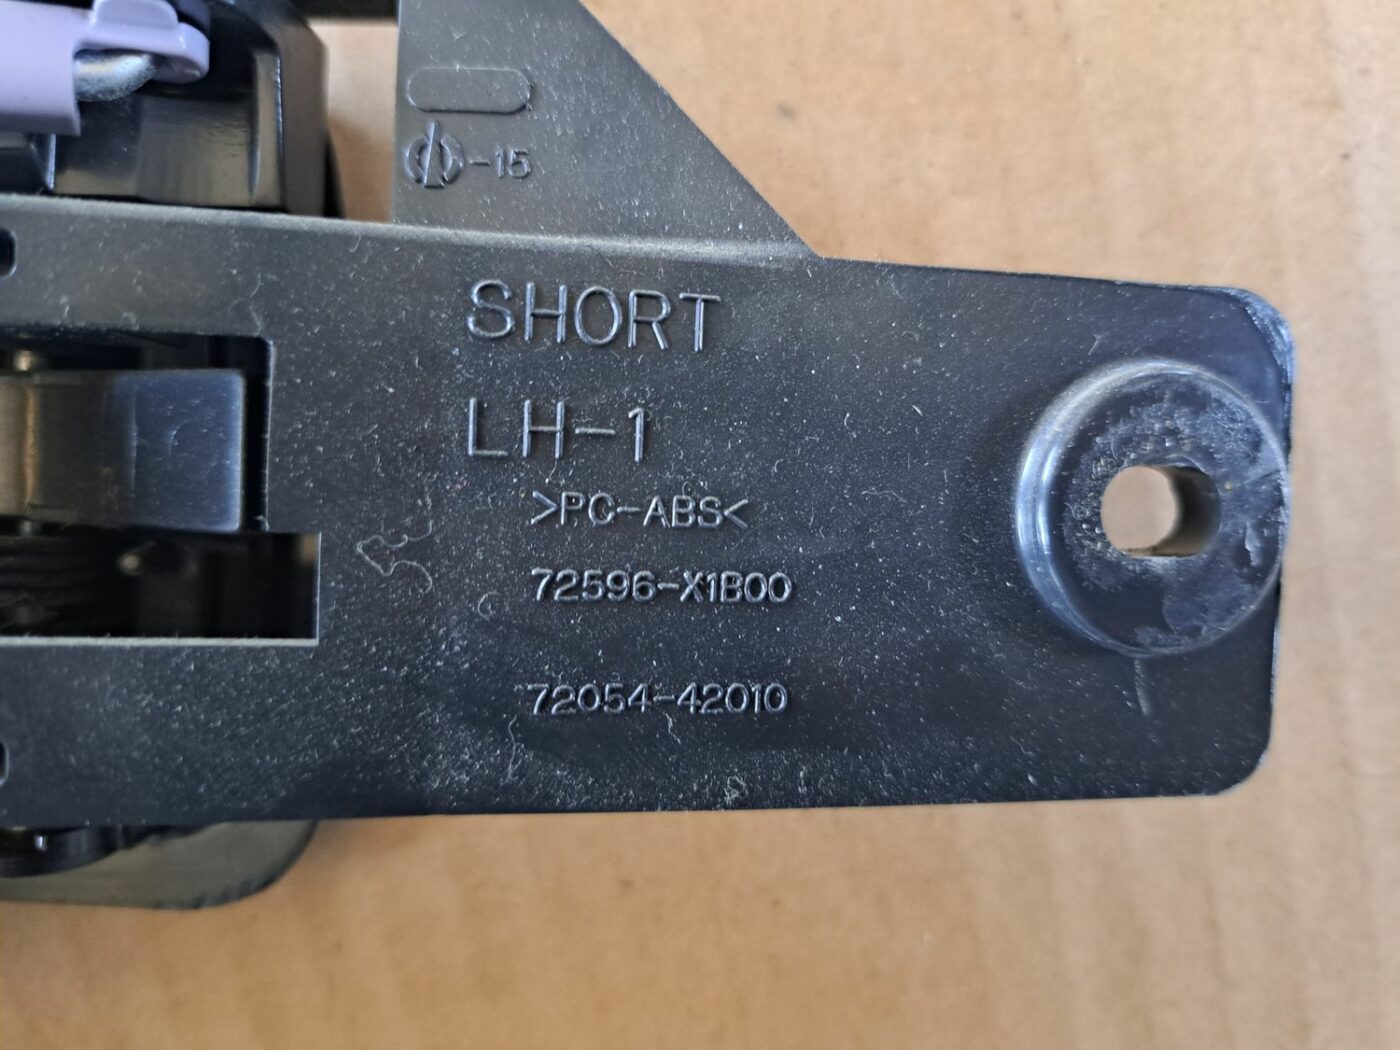 -15
SHORT
LH-1
>PC-ABS<
72596-X1B00
72054-42010